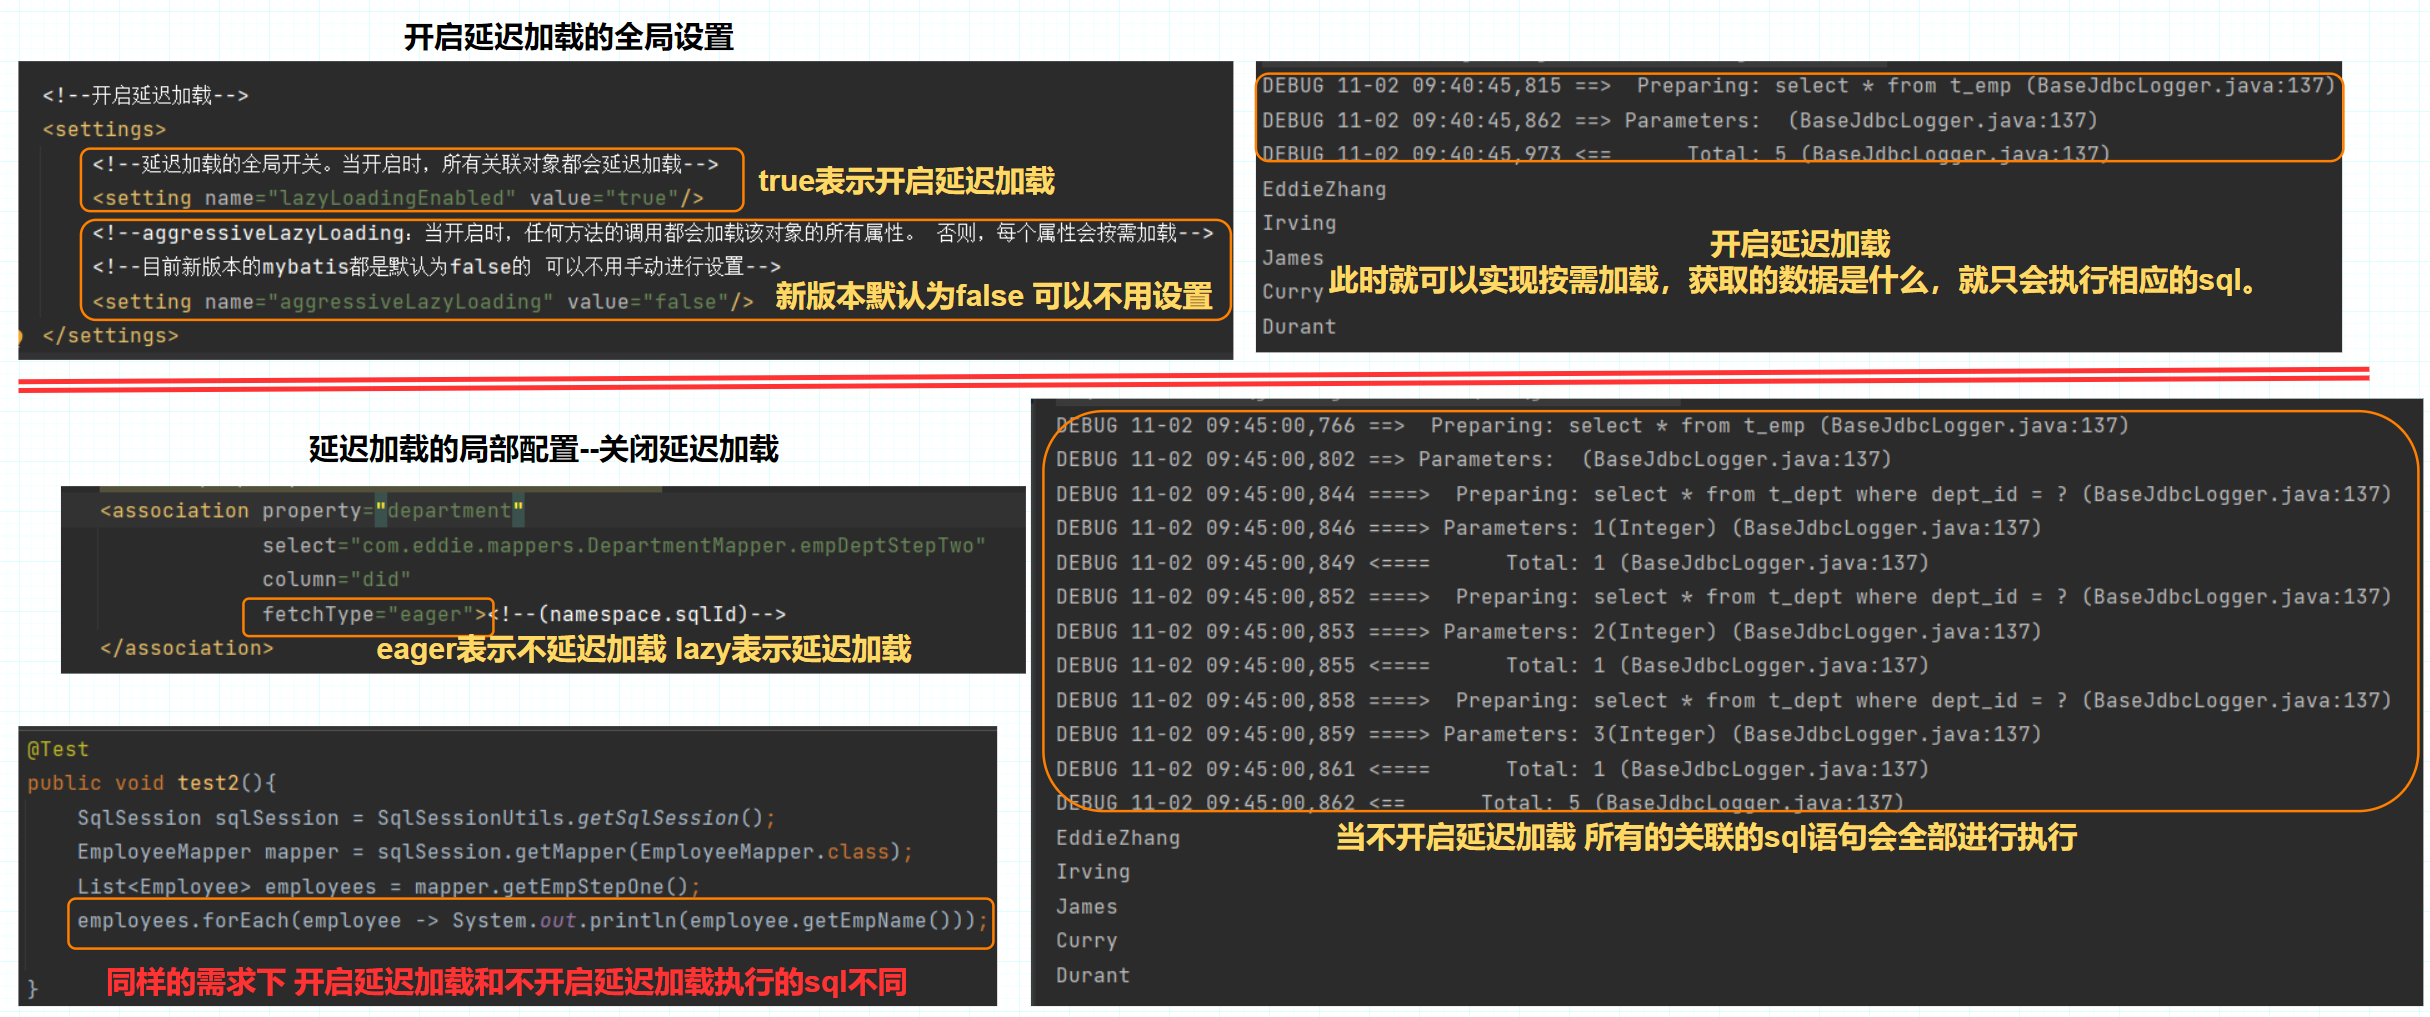 开启延迟加载的全局设置
<!--开启延迟加载-->
<settings>
<!--延迟加载的全局开关。当开启时，所有关联对象都会延迟加载-->
<setting name="lazyLoadingEnabled" value="true"/>
true表示开启延迟加载
<!--aggressiveLazyLoading：当开启时，任何方法的调用都会加载该对象的所有属性。 否则，每个属性会按需加载-->
<!--目前新版本的mybatis都是默认为false的 可以不用手动进行设置-->
<setting name="aggressiveLazyLoading" value="false"/>
新版本默认为false 可以不用设置
</settings>
DEBUG 11-02 09:40:45,815 ==>  Preparing: select * from t_emp (BaseJdbcLogger.java:137)
DEBUG 11-02 09:40:45,862 ==> Parameters:  (BaseJdbcLogger.java:137)
DEBUG 11-02 09:40:45,973 <==      Total: 5 (BaseJdbcLogger.java:137)
EddieZhang
Irving
James
Curry
Durant
开启延迟加载
此时就可以实现按需加载，获取的数据是什么，就只会执行相应的sql。
延迟加载的局部配置--关闭延迟加载
<association property="department"
select="com.eddie.mappers.DepartmentMapper.empDeptStepTwo"
column="did"
fetchType="eager"><!--(namespace.sqlId)-->
</association>
eager表示不延迟加载 lazy表示延迟加载
@Test
public void test2(){
SqlSession sqlSession = SqlSessionUtils.getSqlSession();
EmployeeMapper mapper = sqlSession.getMapper(EmployeeMapper.class);
List<Employee> employees = mapper.getEmpStepOne();
employees.forEach(employee -> System.out.println(employee.getEmpName()));
}
同样的需求下 开启延迟加载和不开启延迟加载执行的sql不同
DEBUG 11-02 09:45:00,766 ==>  Preparing: select * from t_emp (BaseJdbcLogger.java:137)
DEBUG 11-02 09:45:00,802 ==> Parameters:  (BaseJdbcLogger.java:137)
DEBUG 11-02 09:45:00,844 ====>  Preparing: select * from t_dept where dept_id = ? (BaseJdbcLogger.java:137)
DEBUG 11-02 09:45:00,846 ====> Parameters: 1(Integer) (BaseJdbcLogger.java:137)
DEBUG 11-02 09:45:00,849 <====      Total: 1 (BaseJdbcLogger.java:137)
DEBUG 11-02 09:45:00,852 ====>  Preparing: select * from t_dept where dept_id = ? (BaseJdbcLogger.java:137)
DEBUG 11-02 09:45:00,853 ====> Parameters: 2(Integer) (BaseJdbcLogger.java:137)
DEBUG 11-02 09:45:00,855 <====      Total: 1 (BaseJdbcLogger.java:137)
DEBUG 11-02 09:45:00,858 ====>  Preparing: select * from t_dept where dept_id = ? (BaseJdbcLogger.java:137)
DEBUG 11-02 09:45:00,859 ====> Parameters: 3(Integer) (BaseJdbcLogger.java:137)
DEBUG 11-02 09:45:00,861 <====      Total: 1 (BaseJdbcLogger.java:137)
DEBUG 11-02 09:45:00,862 <==      Total: 5 (BaseJdbcLogger.java:137)
EddieZhang
Irving
James
Curry
Durant
当不开启延迟加载 所有的关联的sql语句会全部进行执行